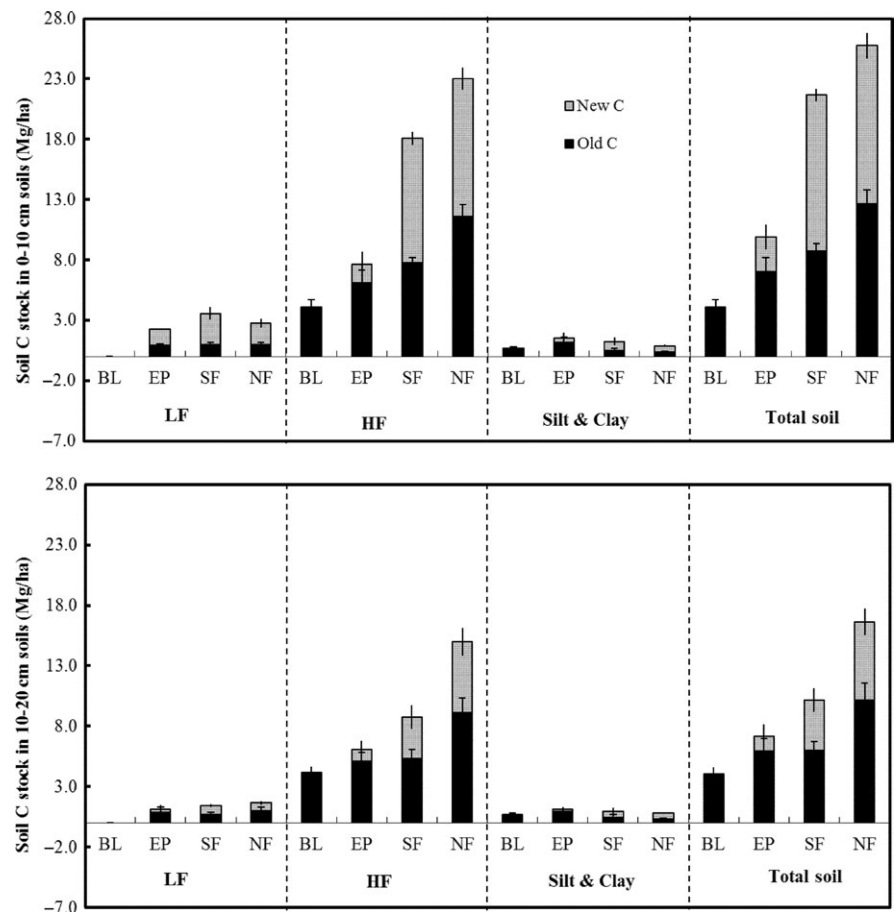 Soil C stock in 0-10 cm soils (Mg/ha)
28.0
23.0
18.0
13.0
8.0
3.0
−2.0
−7.0
New C
Old C
BL EP SF NF BL EP SF NF BL EP SF NF BL EP SF NF
LF HF Silt & Clay Total soil
Soil C stock in 10-20 cm soils (Mg/ha)
28.0
23.0
18.0
13.0
8.0
3.0
−2.0
−7.0
BL EP SF NF BL EP SF NF BL EP SF NF BL EP SF NF
LF HF Silt & Clay Total soil